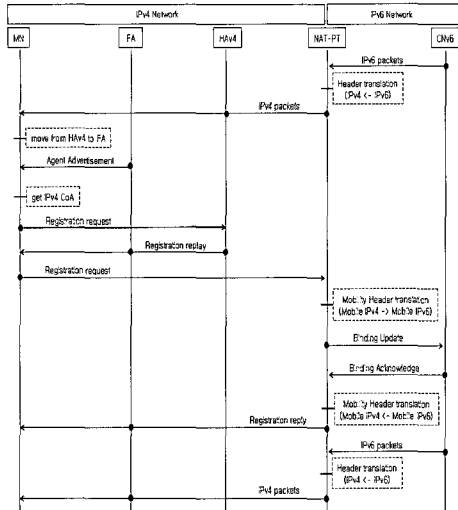 IPv4 Network
IPv6 Network
MN
FA
HAv4
NAT-PT
CNv6
IPv6 packets
Header translation
(IPv4 <- IPv6)
IPv4 packets
move from HAv4 to FA
Agent Advertisement
get IPv4 CoA
Registration request
Registration replay
Registration request
Mobility Header translation
(Mobile IPv4 -> Mobile IPv6)
Binding Update
Binding Acknowledge
Mobility Header translation
(Mobile IPv4 <- Mobile IPv6)
Registration reply
IPv6 packets
Header translation
(IPv4 <- IPv6)
IPv4 packets